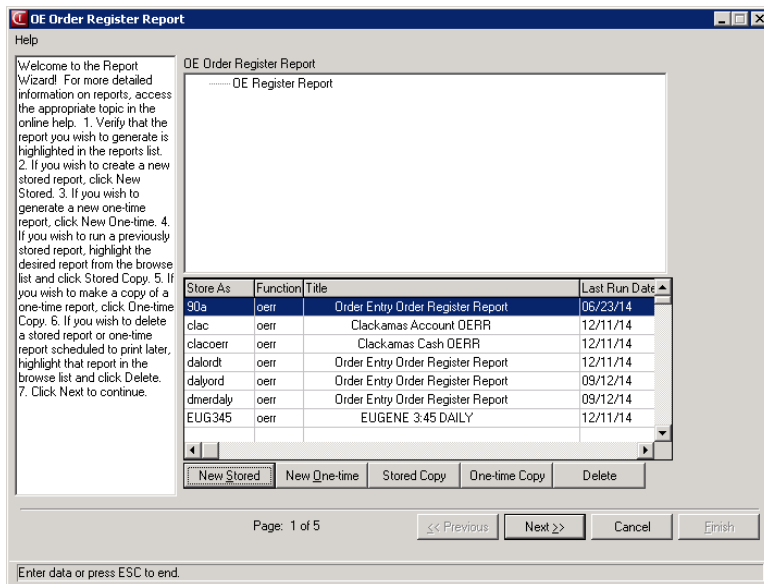 OE Order Register Report
Help
Welcome to the Report
Wizard! For more detailed
information on reports, access
the appropriate topic in the
online help. 1. Verify that the
report you wish to generate is
highlighted in the reports list.
2. If you wish to create a new
stored report, click New
Stored. 3. If you wish to
generate a new one-time
report, click New One-time. 4.
If you wish to run a previously
stored report, highlight the
desired report from the browse
list and click Stored Copy. 5. If
you wish to make a copy of a
one-time report, click One-time
Copy. 6. If you wish to delete
a stored report or one-time
report scheduled to print later,
highlight that report in the
browse list and click Delete.
7. Click Next to continue.
OE Order Register Report
OE Register Report
Store As Function Title Last Run Date
90a oerr Order Entry Order Register Report 06/23/14
clac oerr Clackamas Account OERR 12/11/14
clacoerr oerr Clackamas Cash OERR 12/11/14
dalordt oerr Order Entry Order Register Report 12/11/14
dalyord oerr Order Entry Order Register Report 09/12/14
dmerdaly oerr Order Entry Order Register Report 09/12/14
EUG345 oerr EUGENE 3:45 DAILY 12/11/14
New Stored New One-time Stored Copy One-time Copy Delete
Page: 1 of 5 << Previous Next >> Cancel Finish
Enter data or press ESC to end.